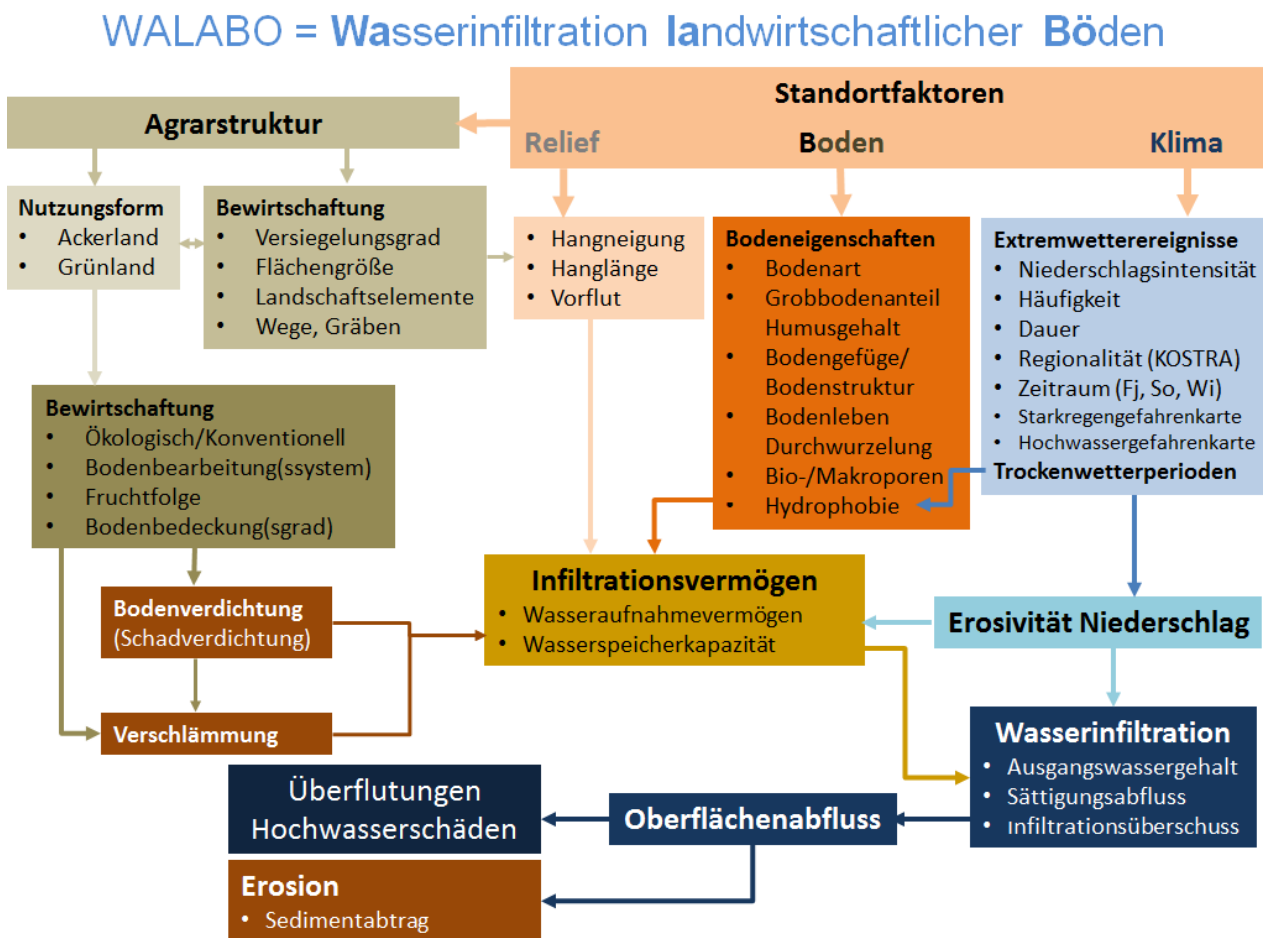 WALABO = Wasserinfiltration landwirtschaftlicher Böden
Standortfaktoren
Relief
Boden
Klima
Agrarstruktur
Nutzungsform
• Ackerland
• Grünland
Bewirtschaftung
• Versiegelungsgrad
• Flächengröße
• Landschaftselemente
• Wege, Gräben
• Hangneigung
• Hanglänge
• Vorflut
Bodeneigenschaften
• Bodenart
• Grobbodenanteil
Humusgehalt
• Bodengefüge/
Bodenstruktur
• Bodenleben
Durchwurzelung
• Bio-/Makroporen
• Hydrophobie
Extremwetterereignisse
• Niederschlagsintensität
• Häufigkeit
• Dauer
• Regionalität (KOSTRA)
• Zeitraum (Fj, So, Wi)
• Starkregengefahrenkarte
• Hochwassergefahrenkarte
Trockenwetterperioden
Bewirtschaftung
• Ökologisch/Konventionell
• Bodenbearbeitung(ssystem)
• Fruchtfolge
• Bodenbedeckung(sgrad)
Bodenverdichtung
(Schadverdichtung)
Verschlämmung
Infiltrationsvermögen
• Wasseraufnahmevermögen
• Wasserspeicherkapazität
Erosivität Niederschlag
Wasserinfiltration
• Ausgangswassergehalt
• Sättigungsabfluss
• Infiltrationsüberschuss
Oberflächenabfluss
Überflutungen
Hochwasserschäden
Erosion
• Sedimentabtrag